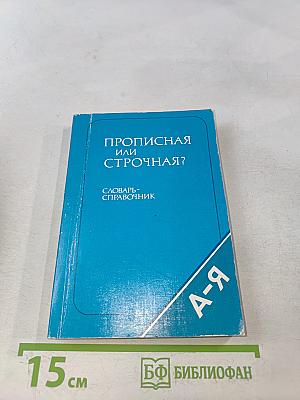 ПРОПИСНАЯ
ИЛИ
СТРОЧНАЯ?
СЛОВАРЬ-
СПРАВОЧНИК
А-Я
15 см
БФ БИБЛИОФАН